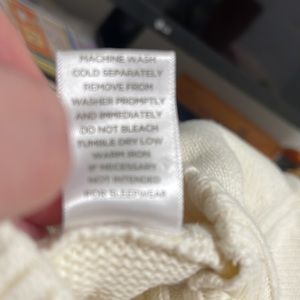 MACHINE WASH
COLD SEPARATELY
REMOVE FROM
WASHER PROMPTLY
AND IMMEDIATELY
DO NOT BLEACH
TUMBLE DRY LOW
WARM IRON
IF NECESSARY
NOT INTENDED
FOR SLEEPWEAR